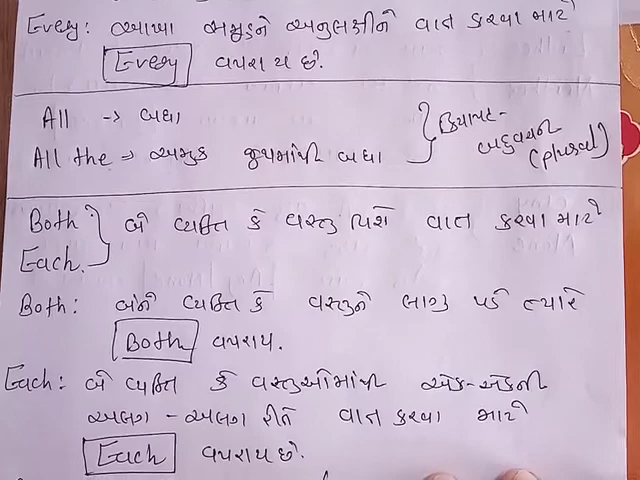 Every: આખા સમુહને અનુલક્ષીને વાત કરવા માટે
Every વપરાય છે.
All → બધા
All the → અમુક જુથમાંથી બધા
ક્રિયાપદ-
બહુવચન
(plural)
Both
Each
બે વ્યક્તિ કે વસ્તુ વિશે વાત કરવા માટે
Both: બંને વ્યક્તિ કે વસ્તુને લાગુ પડે ત્યારે
Both વપરાય.
Each: બે વ્યક્તિ કે વસ્તુઓમાંથી એક-એકની
અલગ - અલગ રીતે વાત કરવા માટે
Each વપરાય છે.